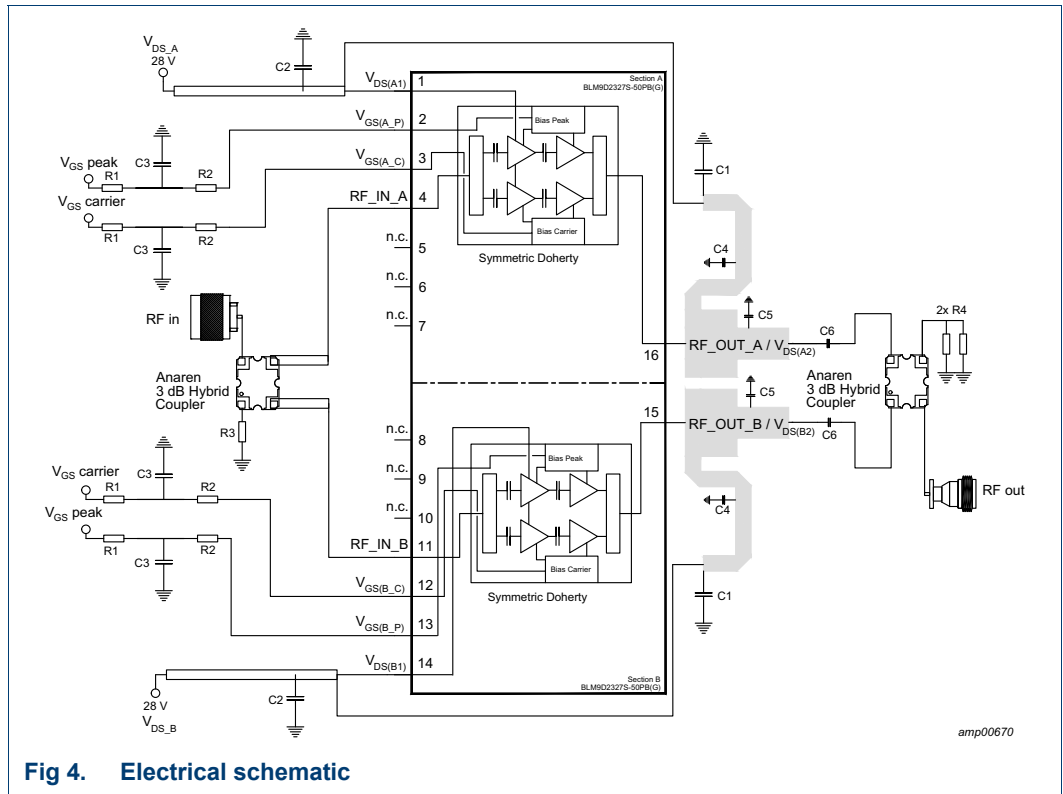 V_DS_A
28 V
C2
V_DS(A1)
1
Section A
BLM9D2327S-50PB(G)
V_GS(A_P)
2
Bias Peak
V_GS peak
R1
C3
R2
V_GS(A_C)
3
C1
V_GS carrier
R1
C3
R2
RF_IN_A
4
Bias Carrier
n.c.
5
Symmetric Doherty
C4
n.c.
6
RF in
n.c.
7
C5
C6
2x R4
16
RF_OUT_A / V_DS(A2)
Anaren
3 dB Hybrid
Coupler
Anaren
3 dB Hybrid
Coupler
R3
n.c.
8
15
C5
RF_OUT_B / V_DS(B2)
C6
V_GS carrier
R1
C3
R2
n.c.
9
Bias Peak
RF out
V_GS peak
R1
C3
R2
n.c.
10
C4
RF_IN_B
11
Bias Carrier
V_GS(B_C)
12
Symmetric Doherty
C1
V_GS(B_P)
13
V_DS(B1)
14
28 V
V_DS_B
C2
Section B
BLM9D2327S-50PB(G)
amp00670
Fig 4. Electrical schematic